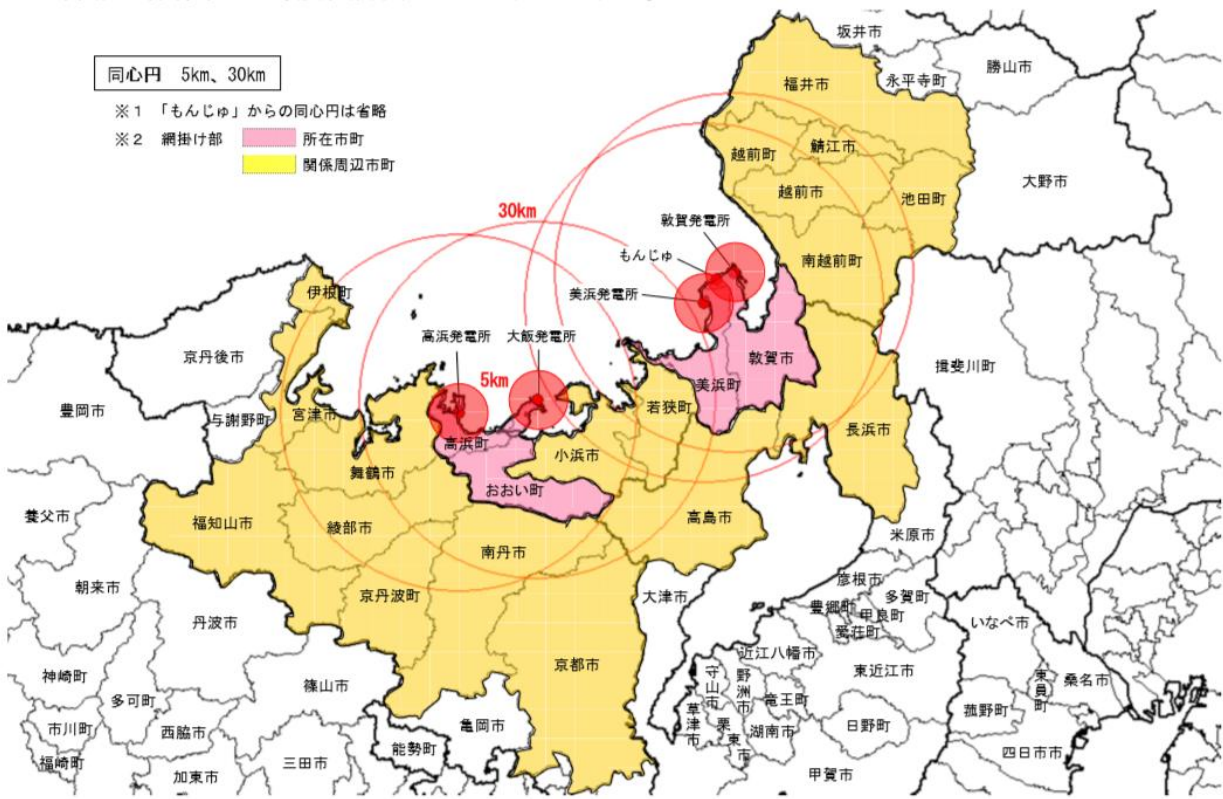 同心円　5km、30km
※1　「もんじゅ」からの同心円は省略
※2　網掛け部　所在市町
関係周辺市町
坂井市
勝山市
永平寺町
福井市
越前町
鯖江市
大野市
越前市
池田町
30km
敦賀発電所
もんじゅ
南越前町
美浜発電所
伊根町
高浜発電所
大飯発電所
京丹後市
敦賀市
揖斐川町
5km
美浜町
豊岡市
与謝野町
宮津市
若狭町
長浜市
高浜町
小浜市
舞鶴市
おおい町
養父市
福知山市
綾部市
高島市
南丹市
米原市
朝来市
彦根市
京丹波町
大津市
多賀町
豊郷町
甲良町
愛荘町
丹波市
いなべ市
近江八幡市
京都市
東近江市
神崎町
守山市
野洲市
東員町
桑名市
多可町
篠山市
竜王町
菰野町
市川町
西脇市
亀岡市
草津市
栗東市
湖南市
日野町
能勢町
四日市市
福崎町
加東市
三田市
甲賀市